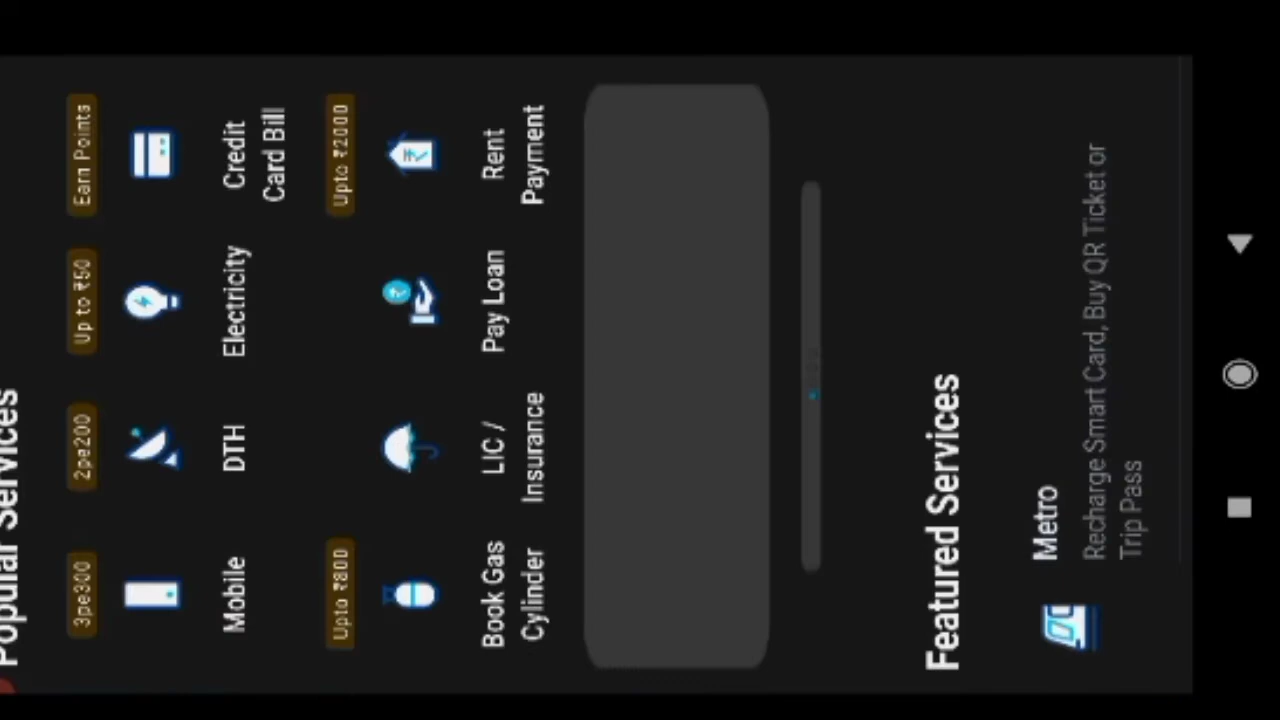 Popular Services
3pe300
2pe200
Up to ₹50
Earn Points
Mobile
DTH
Electricity
Credit
Card Bill
Upto ₹800
Upto ₹2000
Book Gas
Cylinder
LIC /
Insurance
Pay Loan
Rent
Payment
Featured Services
Metro
Recharge Smart Card, Buy QR Ticket or
Trip Pass